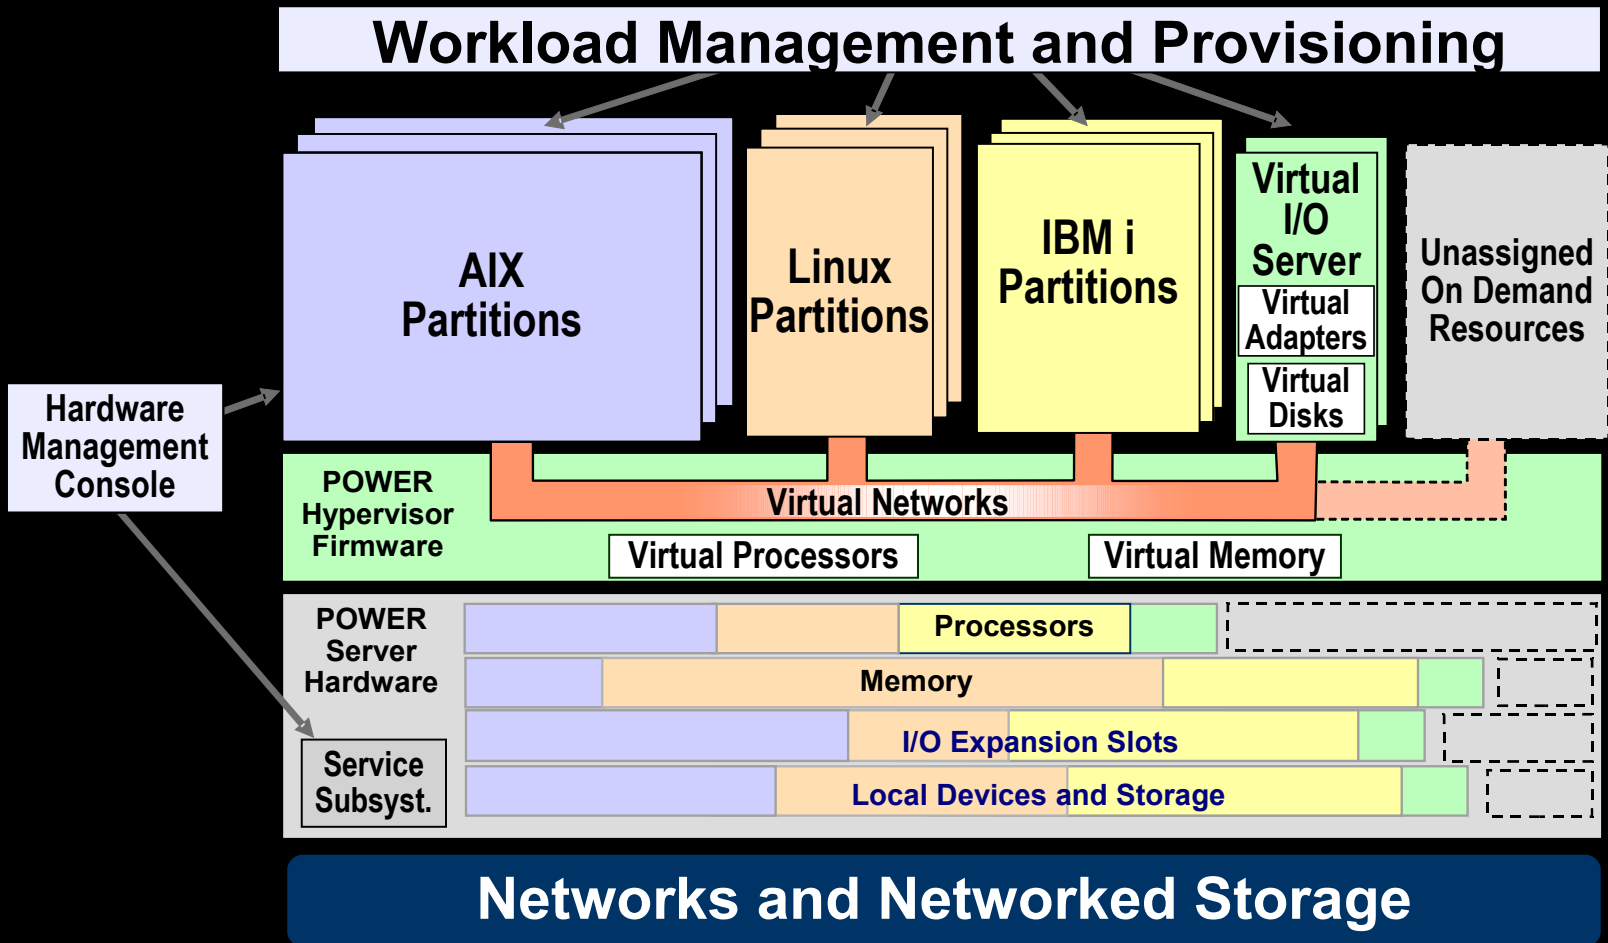 Workload Management and Provisioning
AIX
Partitions
Linux
Partitions
IBM i
Partitions
Virtual
I/O
Server
Virtual
Adapters
Virtual
Disks
Unassigned
On Demand
Resources
Hardware
Management
Console
POWER
Hypervisor
Firmware
Virtual Networks
Virtual Processors
Virtual Memory
POWER
Server
Hardware
Service
Subsyst.
Processors
Memory
I/O Expansion Slots
Local Devices and Storage
Networks and Networked Storage